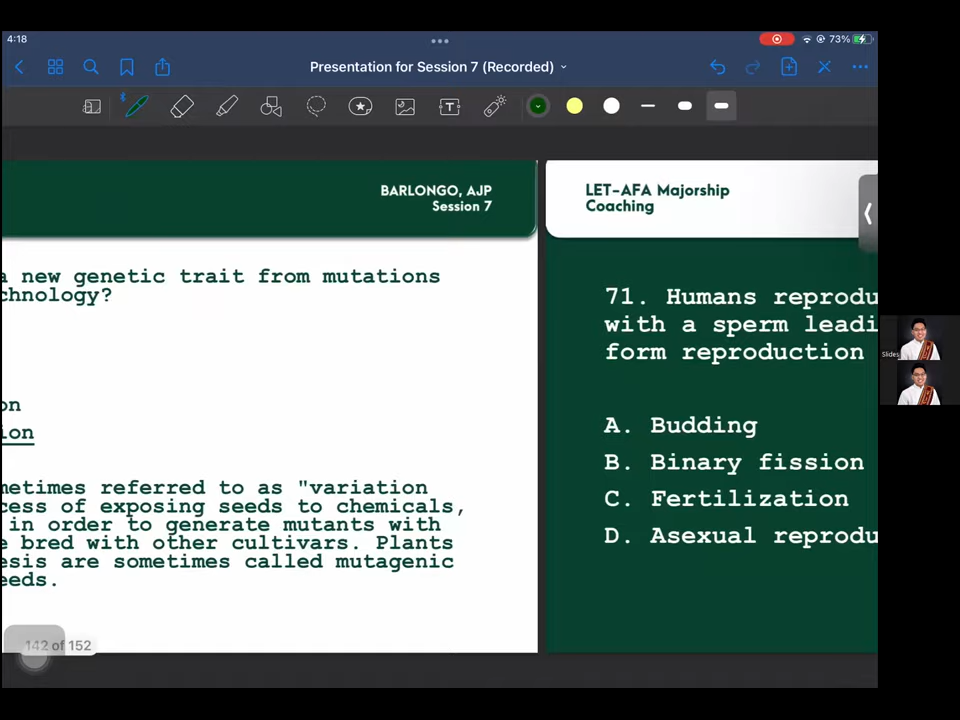 4:18
73%
Presentation for Session 7 (Recorded)
T
BARLONGO, AJP
Session 7
a new genetic trait from mutations
chnology?
on
ion
metimes referred to as "variation
cess of exposing seeds to chemicals,
in order to generate mutants with
e bred with other cultivars. Plants
esis are sometimes called mutagenic
eeds.
142 of 152
LET-AFA Majorship
Coaching
71. Humans reprodu
with a sperm leadi
form reproduction
A. Budding
B. Binary fission
C. Fertilization
D. Asexual reprodu
Slides